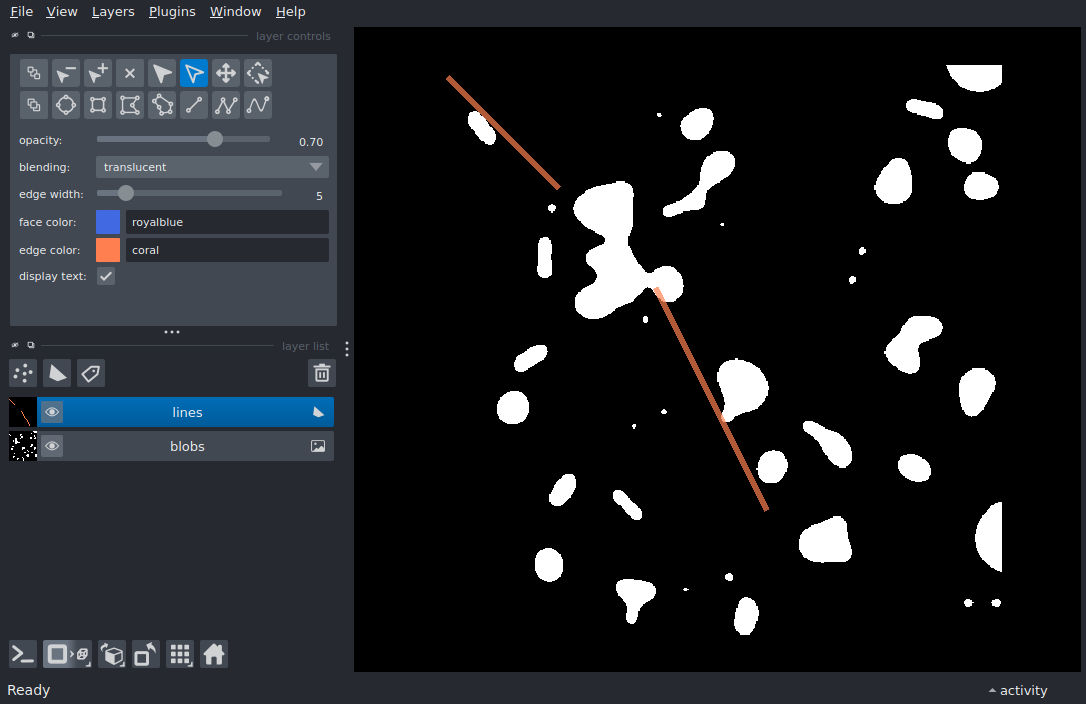 File View Layers Plugins Window Help
layer controls
opacity: 0.70
blending: translucent
edge width: 5
face color: royalblue
edge color: coral
display text:
layer list
lines
blobs
Ready
activity